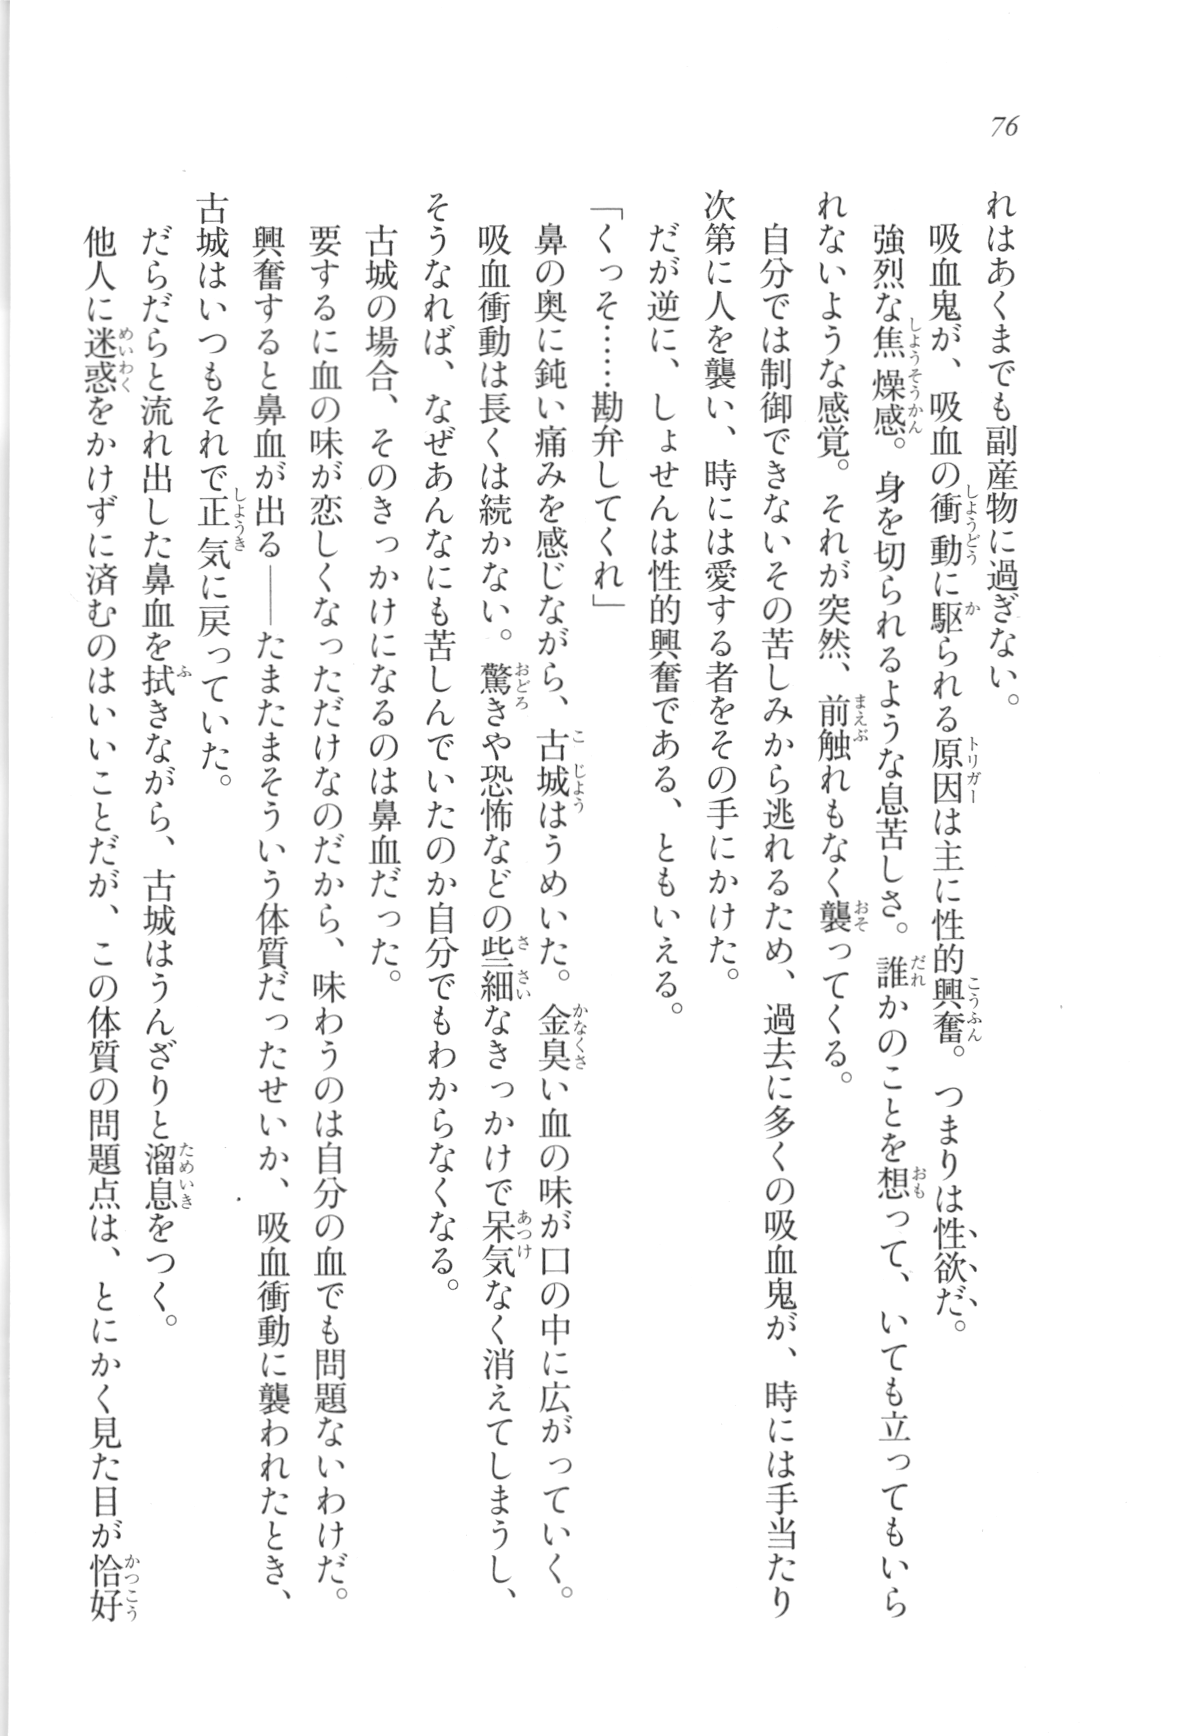 76
れはあくまでも副産物に過ぎない。
吸血鬼が、吸血の衝動に駆られる原因は主に性的興奮。つまりは性欲だ。
強烈な焦燥感。身を切られるような息苦しさ。誰かのことを想って、いても立ってもいら
れないような感覚。それが突然、前触れもなく襲ってくる。
自分では制御できないその苦しみから逃れるため、過去に多くの吸血鬼が、時には手当たり
次第に人を襲い、時には愛する者をその手にかけた。
だが逆に、しょせんは性的興奮である、ともいえる。
「くっそ……勘弁してくれ」
鼻の奥に鈍い痛みを感じながら、古城はうめいた。金臭い血の味が口の中に広がっていく。
吸血衝動は長くは続かない。驚きや恐怖などの些細なきっかけで呆気なく消えてしまうし、
そうなれば、なぜあんなにも苦しんでいたのか自分でもわからなくなる。
古城の場合、そのきっかけになるのは鼻血だった。
要するに血の味が恋しくなっただけなのだから、味わうのは自分の血でも問題ないわけだ。
興奮すると鼻血が出る――たまたまそういう体質だったせいか、吸血衝動に襲われたとき、
古城はいつもそれで正気に戻っていた。
だらだらと流れ出した鼻血を拭きながら、古城はうんざりと溜息をつく。
他人に迷惑をかけずに済むのはいいことだが、この体質の問題点は、とにかく見た目が恰好